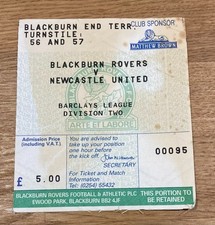 BLACKBURN END TERR.
TURNSTILE:
56 AND 57
CLUB SPONSOR
MATTHEW BROWN
BLACKBURN ROVERS
V
NEWCASTLE UNITED
BARCLAYS LEAGUE
DIVISION TWO
ARTE ET LABORE
Admission Price
(including V.A.T.)
You are advised to
take up your position
one hour before
the kick off
SECRETARY
00095
£ 5.00
For Ticket and Match
Information
Tel: (0254) 55432
BLACKBURN ROVERS FOOTBALL & ATHLETIC PLC
EWOOD PARK, BLACKBURN BB2 4JF
THIS PORTION TO
BE RETAINED